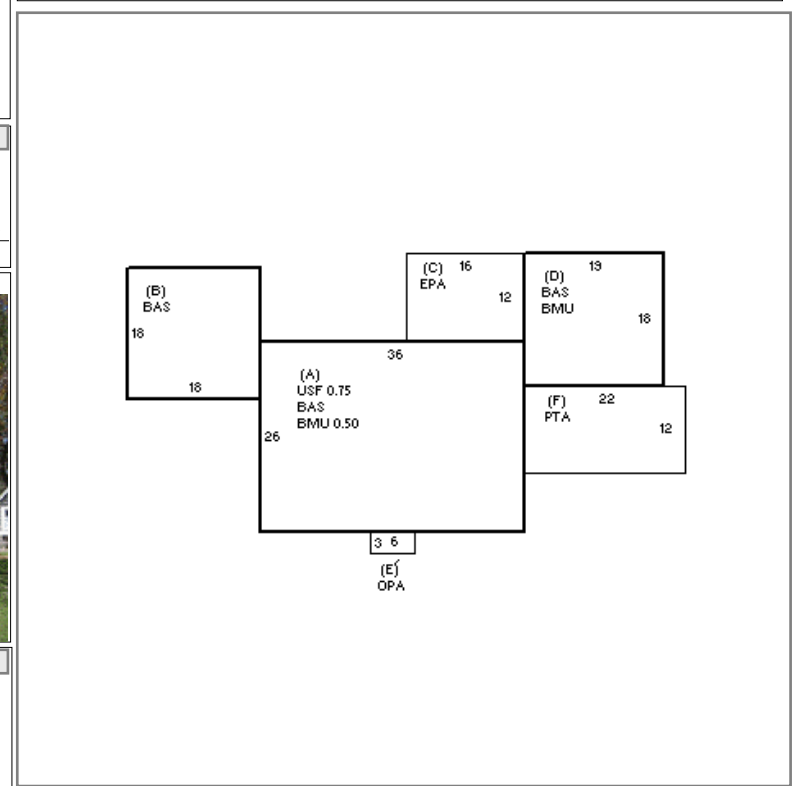 (B)
BAS
18
18
(C) 16
EPA
12
19
(D)
BAS
BMU
18
36
(A)
USF 0.75
BAS
BMU 0.50
26
(F) 22
PTA
12
3 6
(E)
OPA